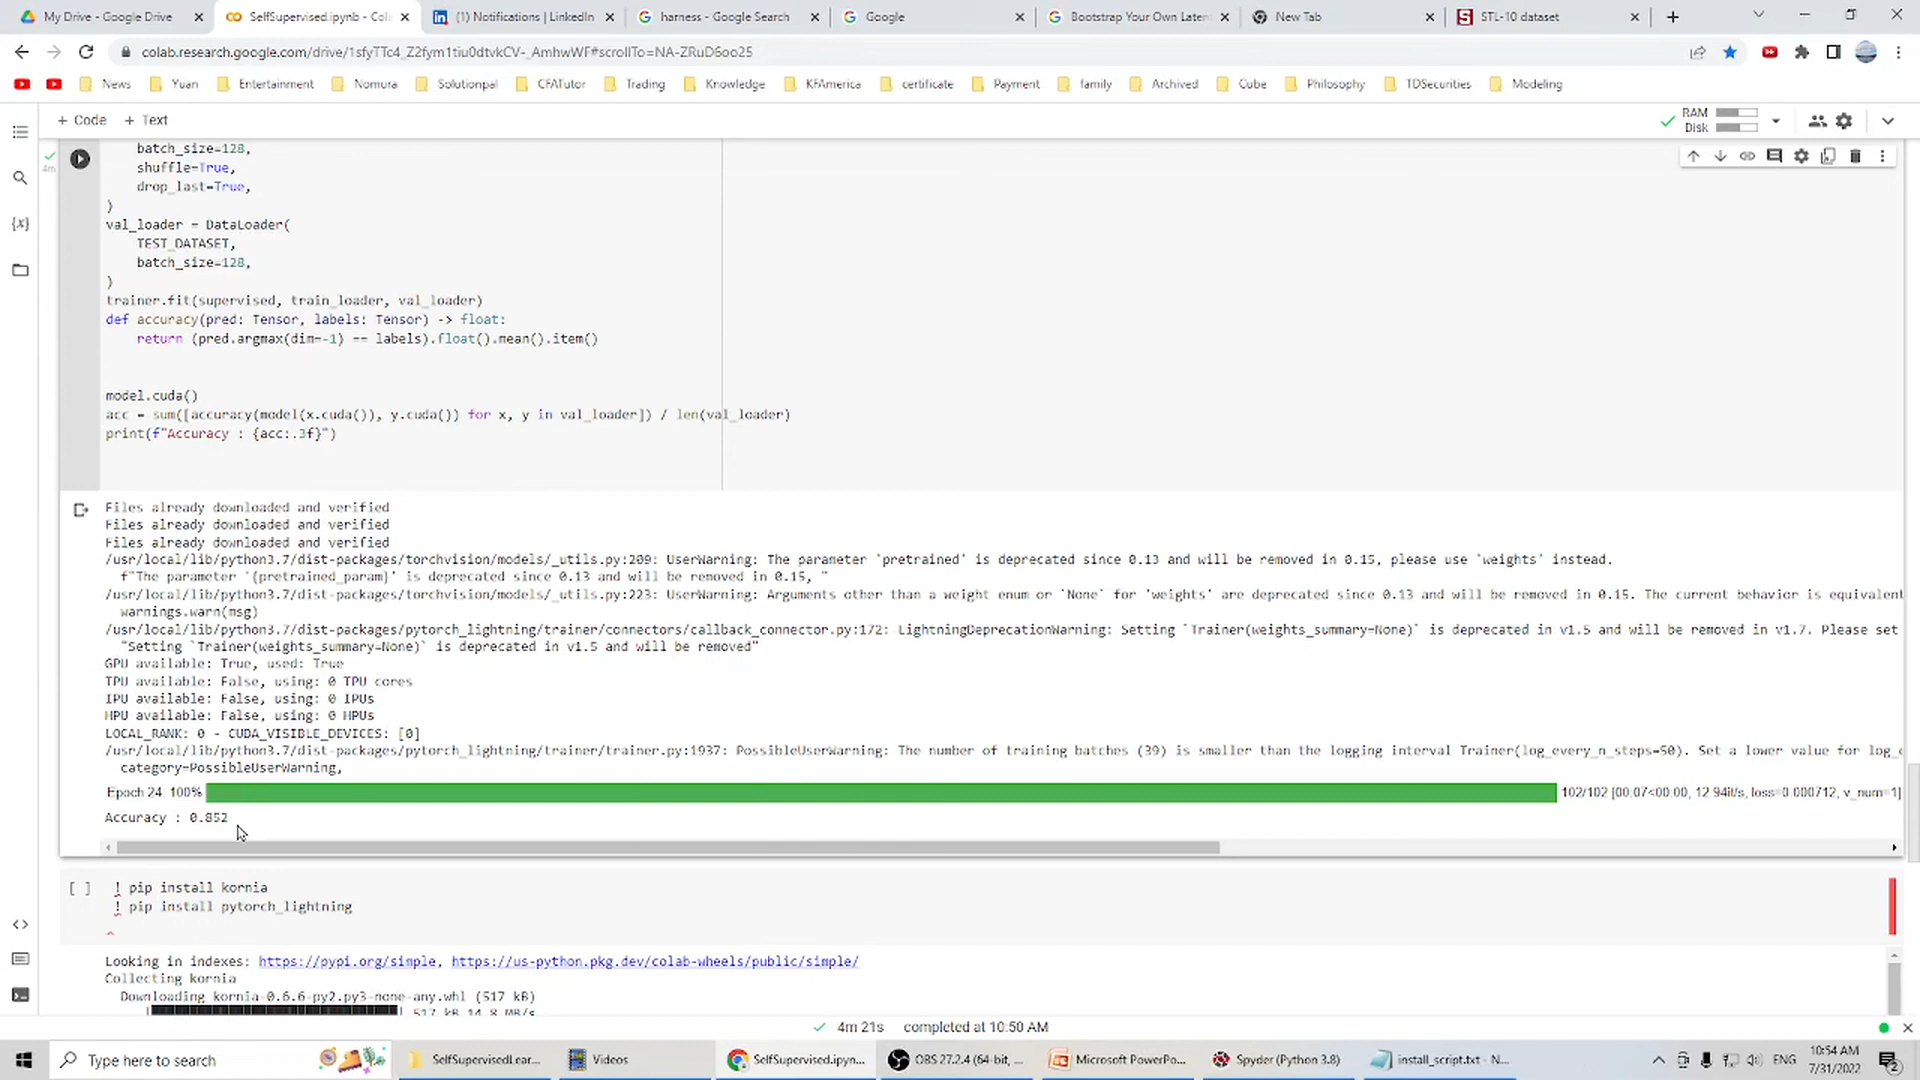 My Drive - Google Drive
SelfSupervised.ipynb - Cola
(1) Notifications | LinkedIn
harness - Google Search
Google
Bootstrap Your Own Latent
New Tab
STL-10 dataset
colab.research.google.com/drive/1sfyTTc4_Z2fym1tiu0dtvkCV-_AmhwWF#scrollTo=NA-ZRuD6oo25
News
Yuan
Entertainment
Nomura
Solutionpal
CFATutor
Trading
Knowledge
KFAmerica
certificate
Payment
family
Archived
Cube
Philosophy
TDSecurities
Modeling
+ Code + Text
RAM
Disk
4m
batch_size=128,
shuffle=True,
drop_last=True,
)
val_loader = DataLoader(
TEST_DATASET,
batch_size=128,
)
trainer.fit(supervised, train_loader, val_loader)
def accuracy(pred: Tensor, labels: Tensor) -> float:
return (pred.argmax(dim=-1) == labels).float().mean().item()
model.cuda()
acc = sum([accuracy(model(x.cuda()), y.cuda()) for x, y in val_loader]) / len(val_loader)
print(f"Accuracy : {acc:.3f}")
Files already downloaded and verified
Files already downloaded and verified
Files already downloaded and verified
/usr/local/lib/python3.7/dist-packages/torchvision/models/_utils.py:209: UserWarning: The parameter 'pretrained' is deprecated since 0.13 and will be removed in 0.15, please use 'weights' instead.
f"The parameter '{pretrained_param}' is deprecated since 0.13 and will be removed in 0.15, "
/usr/local/lib/python3.7/dist-packages/torchvision/models/_utils.py:223: UserWarning: Arguments other than a weight enum or `None` for 'weights' are deprecated since 0.13 and will be removed in 0.15. The current behavior is equivalent
warnings.warn(msg)
/usr/local/lib/python3.7/dist-packages/pytorch_lightning/trainer/connectors/callback_connector.py:172: LightningDeprecationWarning: Setting `Trainer(weights_summary=None)` is deprecated in v1.5 and will be removed in v1.7. Please set
"Setting `Trainer(weights_summary=None)` is deprecated in v1.5 and will be removed"
GPU available: True, used: True
TPU available: False, using: 0 TPU cores
IPU available: False, using: 0 IPUs
HPU available: False, using: 0 HPUs
LOCAL_RANK: 0 - CUDA_VISIBLE_DEVICES: [0]
/usr/local/lib/python3.7/dist-packages/pytorch_lightning/trainer/trainer.py:1937: PossibleUserWarning: The number of training batches (39) is smaller than the logging interval Trainer(log_every_n_steps=50). Set a lower value for log_e
category=PossibleUserWarning,
Epoch 24: 100% 102/102 [00:07<00:00, 12.94it/s, loss=0.000712, v_num=1]
Accuracy : 0.852
[ ] ! pip install kornia
! pip install pytorch_lightning
Looking in indexes: https://pypi.org/simple, https://us-python.pkg.dev/colab-wheels/public/simple/
Collecting kornia
Downloading kornia-0.6.6-py2.py3-none-any.whl (517 kB)
517 kB 14.8 MB/s
4m 21s completed at 10:50 AM
Type here to search
SelfSupervisedLear...
Videos
SelfSupervised.ipyn...
OBS 27.2.4 (64-bit, ...
Microsoft PowerPo...
Spyder (Python 3.8)
install_script.txt - N...
ENG
10:54 AM
7/31/2022
2